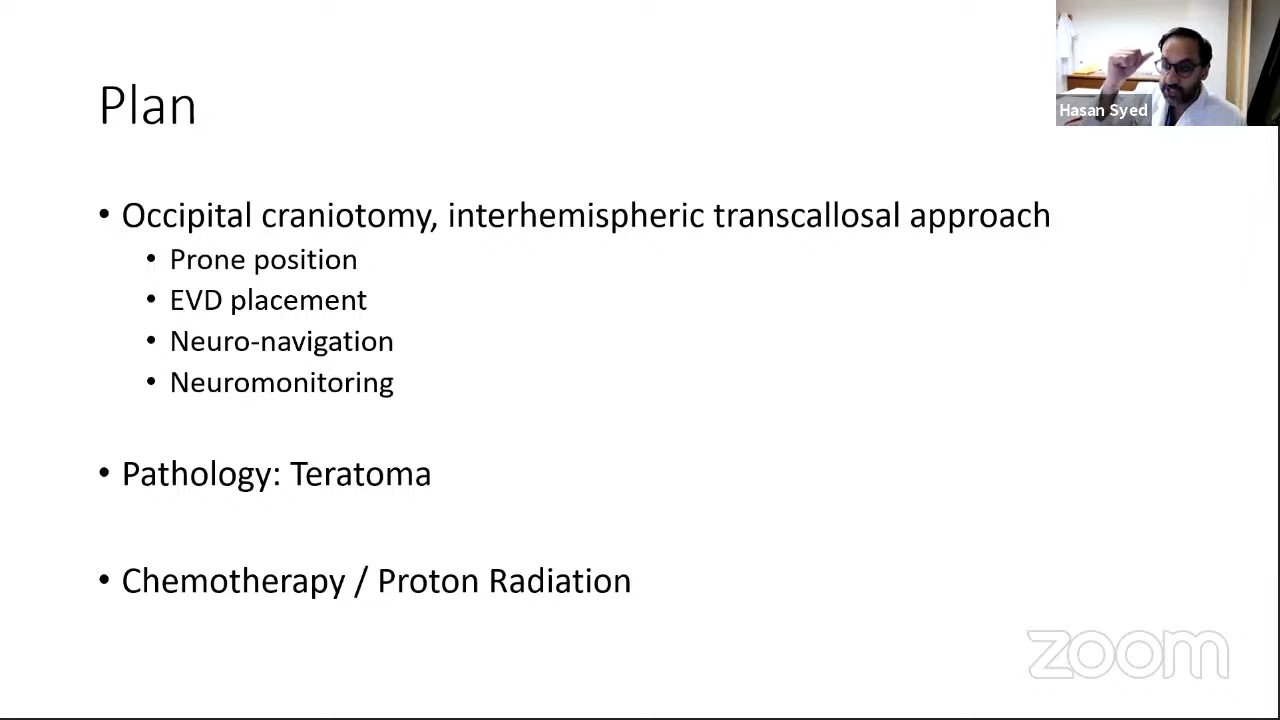 Plan
Hasan Syed
• Occipital craniotomy, interhemispheric transcallosal approach
• Prone position
• EVD placement
• Neuro-navigation
• Neuromonitoring
• Pathology: Teratoma
• Chemotherapy / Proton Radiation
zoom